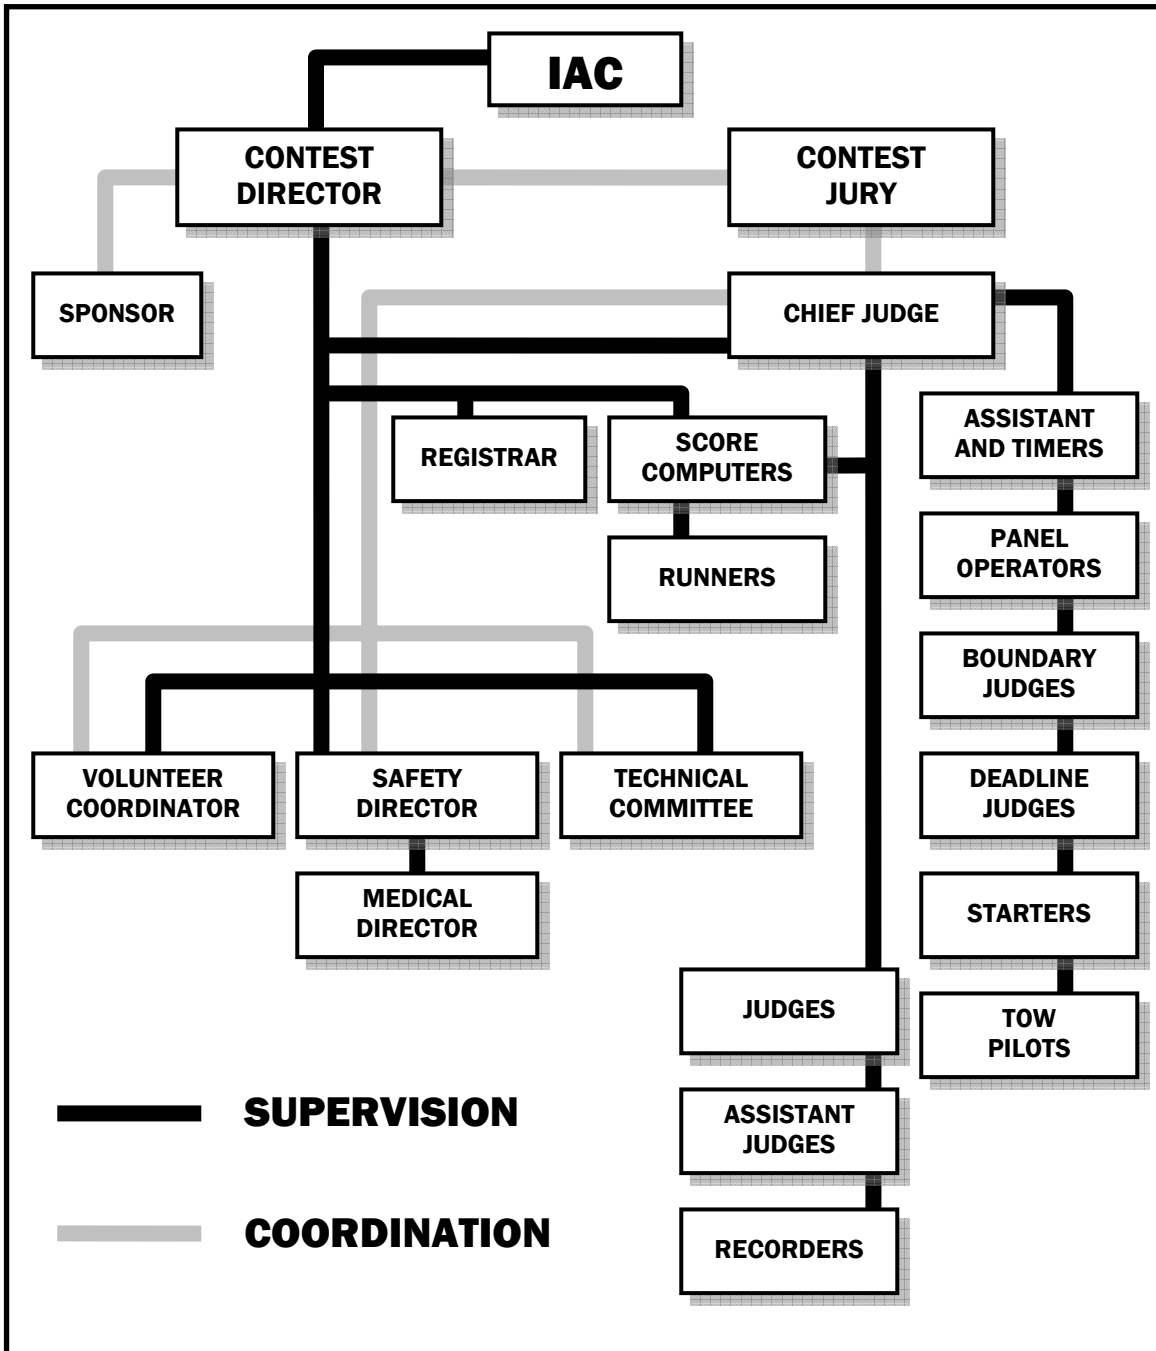 IAC
CONTEST
DIRECTOR
CONTEST
JURY
SPONSOR
CHIEF JUDGE
REGISTRAR
SCORE
COMPUTERS
ASSISTANT
AND TIMERS
RUNNERS
PANEL
OPERATORS
BOUNDARY
JUDGES
VOLUNTEER
COORDINATOR
SAFETY
DIRECTOR
TECHNICAL
COMMITTEE
DEADLINE
JUDGES
MEDICAL
DIRECTOR
STARTERS
JUDGES
TOW
PILOTS
SUPERVISION
ASSISTANT
JUDGES
COORDINATION
RECORDERS